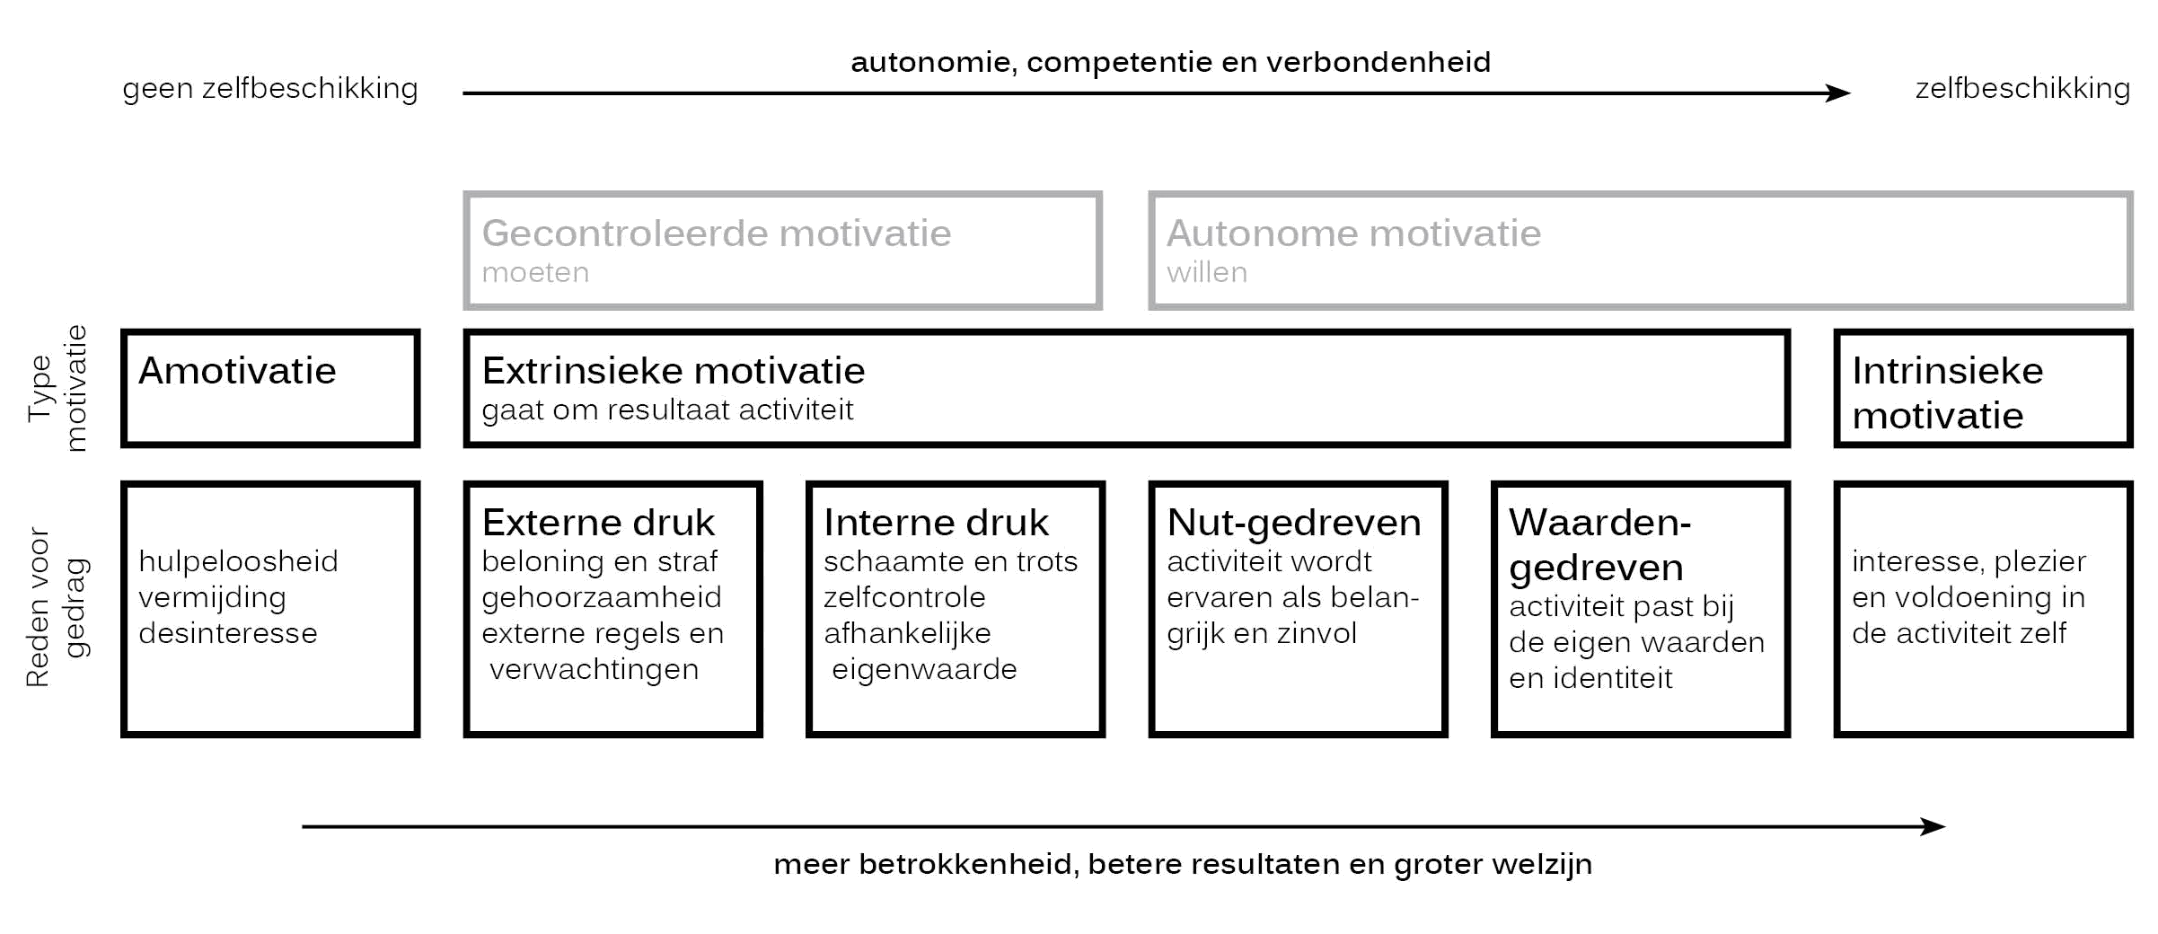 autonomie, competentie en verbondenheid
geen zelfbeschikking
zelfbeschikking
Gecontroleerde motivatie
moeten
Autonome motivatie
willen
Type
motivatie
Amotivatie
Extrinsieke motivatie
gaat om resultaat activiteit
Intrinsieke
motivatie
Reden voor
gedrag
hulpeloosheid
vermijding
desinteresse
Externe druk
beloning en straf
gehoorzaamheid
externe regels en
verwachtingen
Interne druk
schaamte en trots
zelfcontrole
afhankelijke
eigenwaarde
Nut-gedreven
activiteit wordt
ervaren als belan-
grijk en zinvol
Waarden-
gedreven
activiteit past bij
de eigen waarden
en identiteit
interesse, plezier
en voldoening in
de activiteit zelf
meer betrokkenheid, betere resultaten en groter welzijn